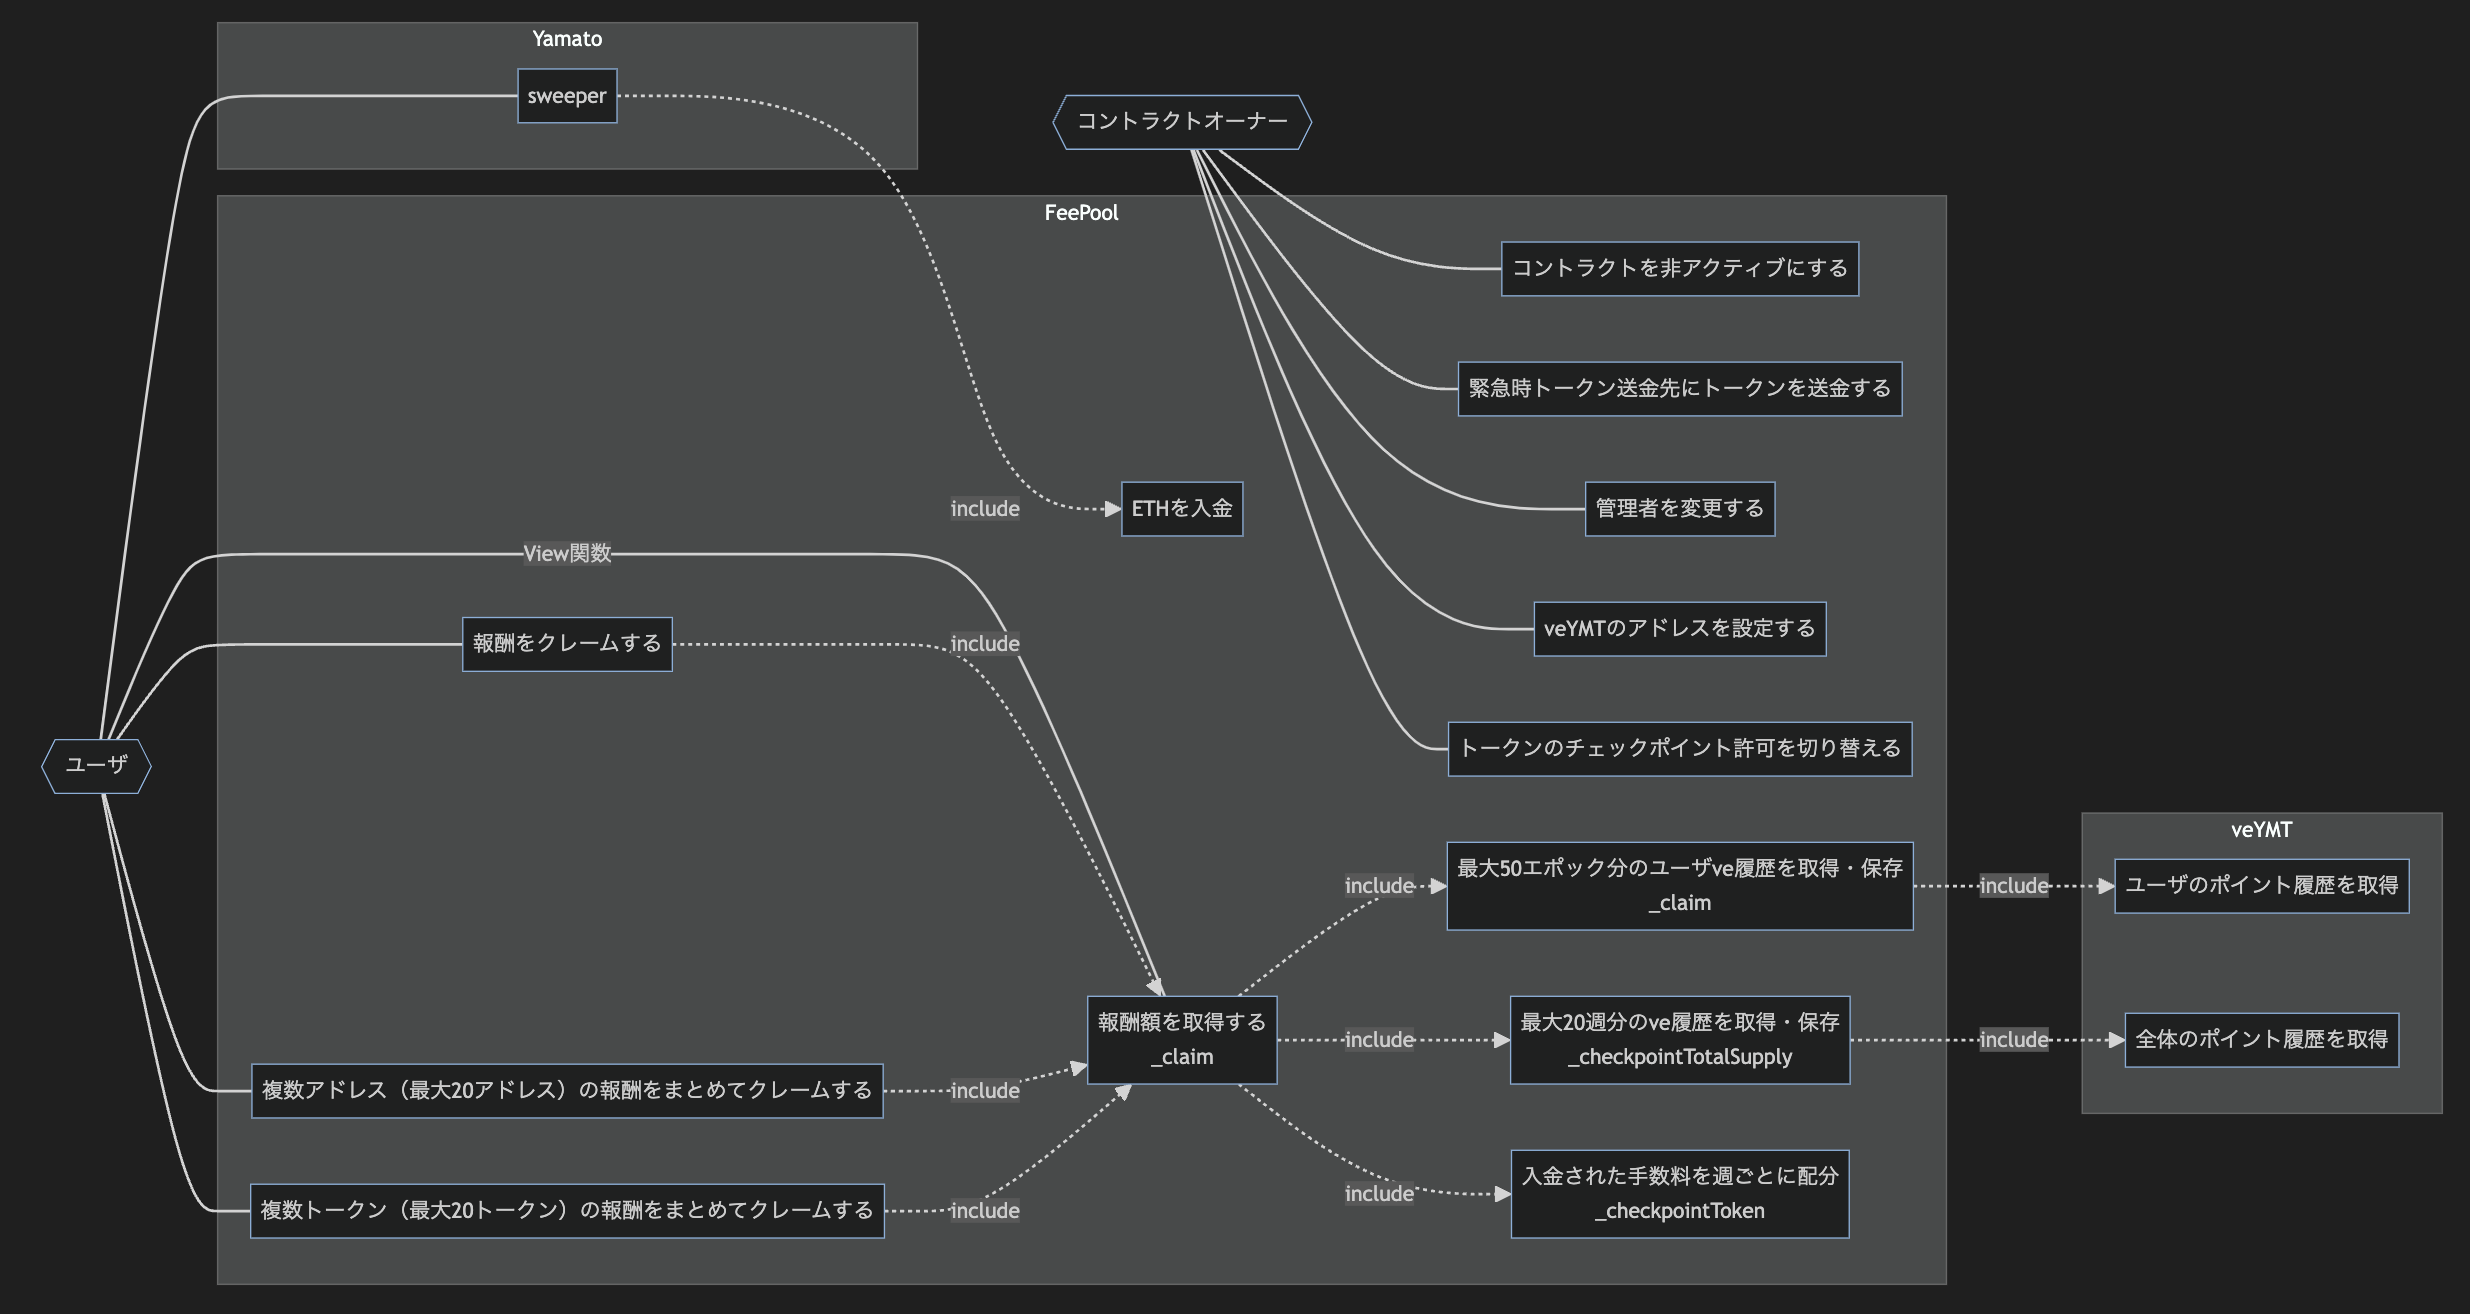 Yamato
sweeper
コントラクトオーナー
FeePool
コントラクトを非アクティブにする
緊急時トークン送金先にトークンを送金する
include
ETHを入金
管理者を変更する
View関数
報酬をクレームする
include
veYMTのアドレスを設定する
トークンのチェックポイント許可を切り替える
ユーザ
veYMT
最大50エポック分のユーザve履歴を取得・保存
_claim
include
include
ユーザのポイント履歴を取得
報酬額を取得する
_claim
include
最大20週分のve履歴を取得・保存
_checkpointTotalSupply
include
全体のポイント履歴を取得
複数アドレス（最大20アドレス）の報酬をまとめてクレームする
include
複数トークン（最大20トークン）の報酬をまとめてクレームする
include
include
入金された手数料を週ごとに配分
_checkpointToken